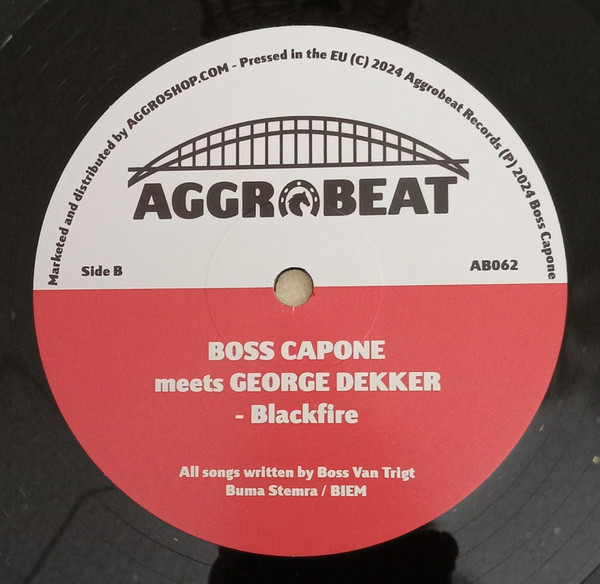 Marketed and distributed by AGGROSHOP.COM - Pressed in the EU (C) 2024 Aggrobeat Records (P) 2024 Boss Capone
AGGROBEAT
Side B
AB062
BOSS CAPONE
meets GEORGE DEKKER
- Blackfire
All songs written by Boss Van Trigt
Buma Stemra / BIEM